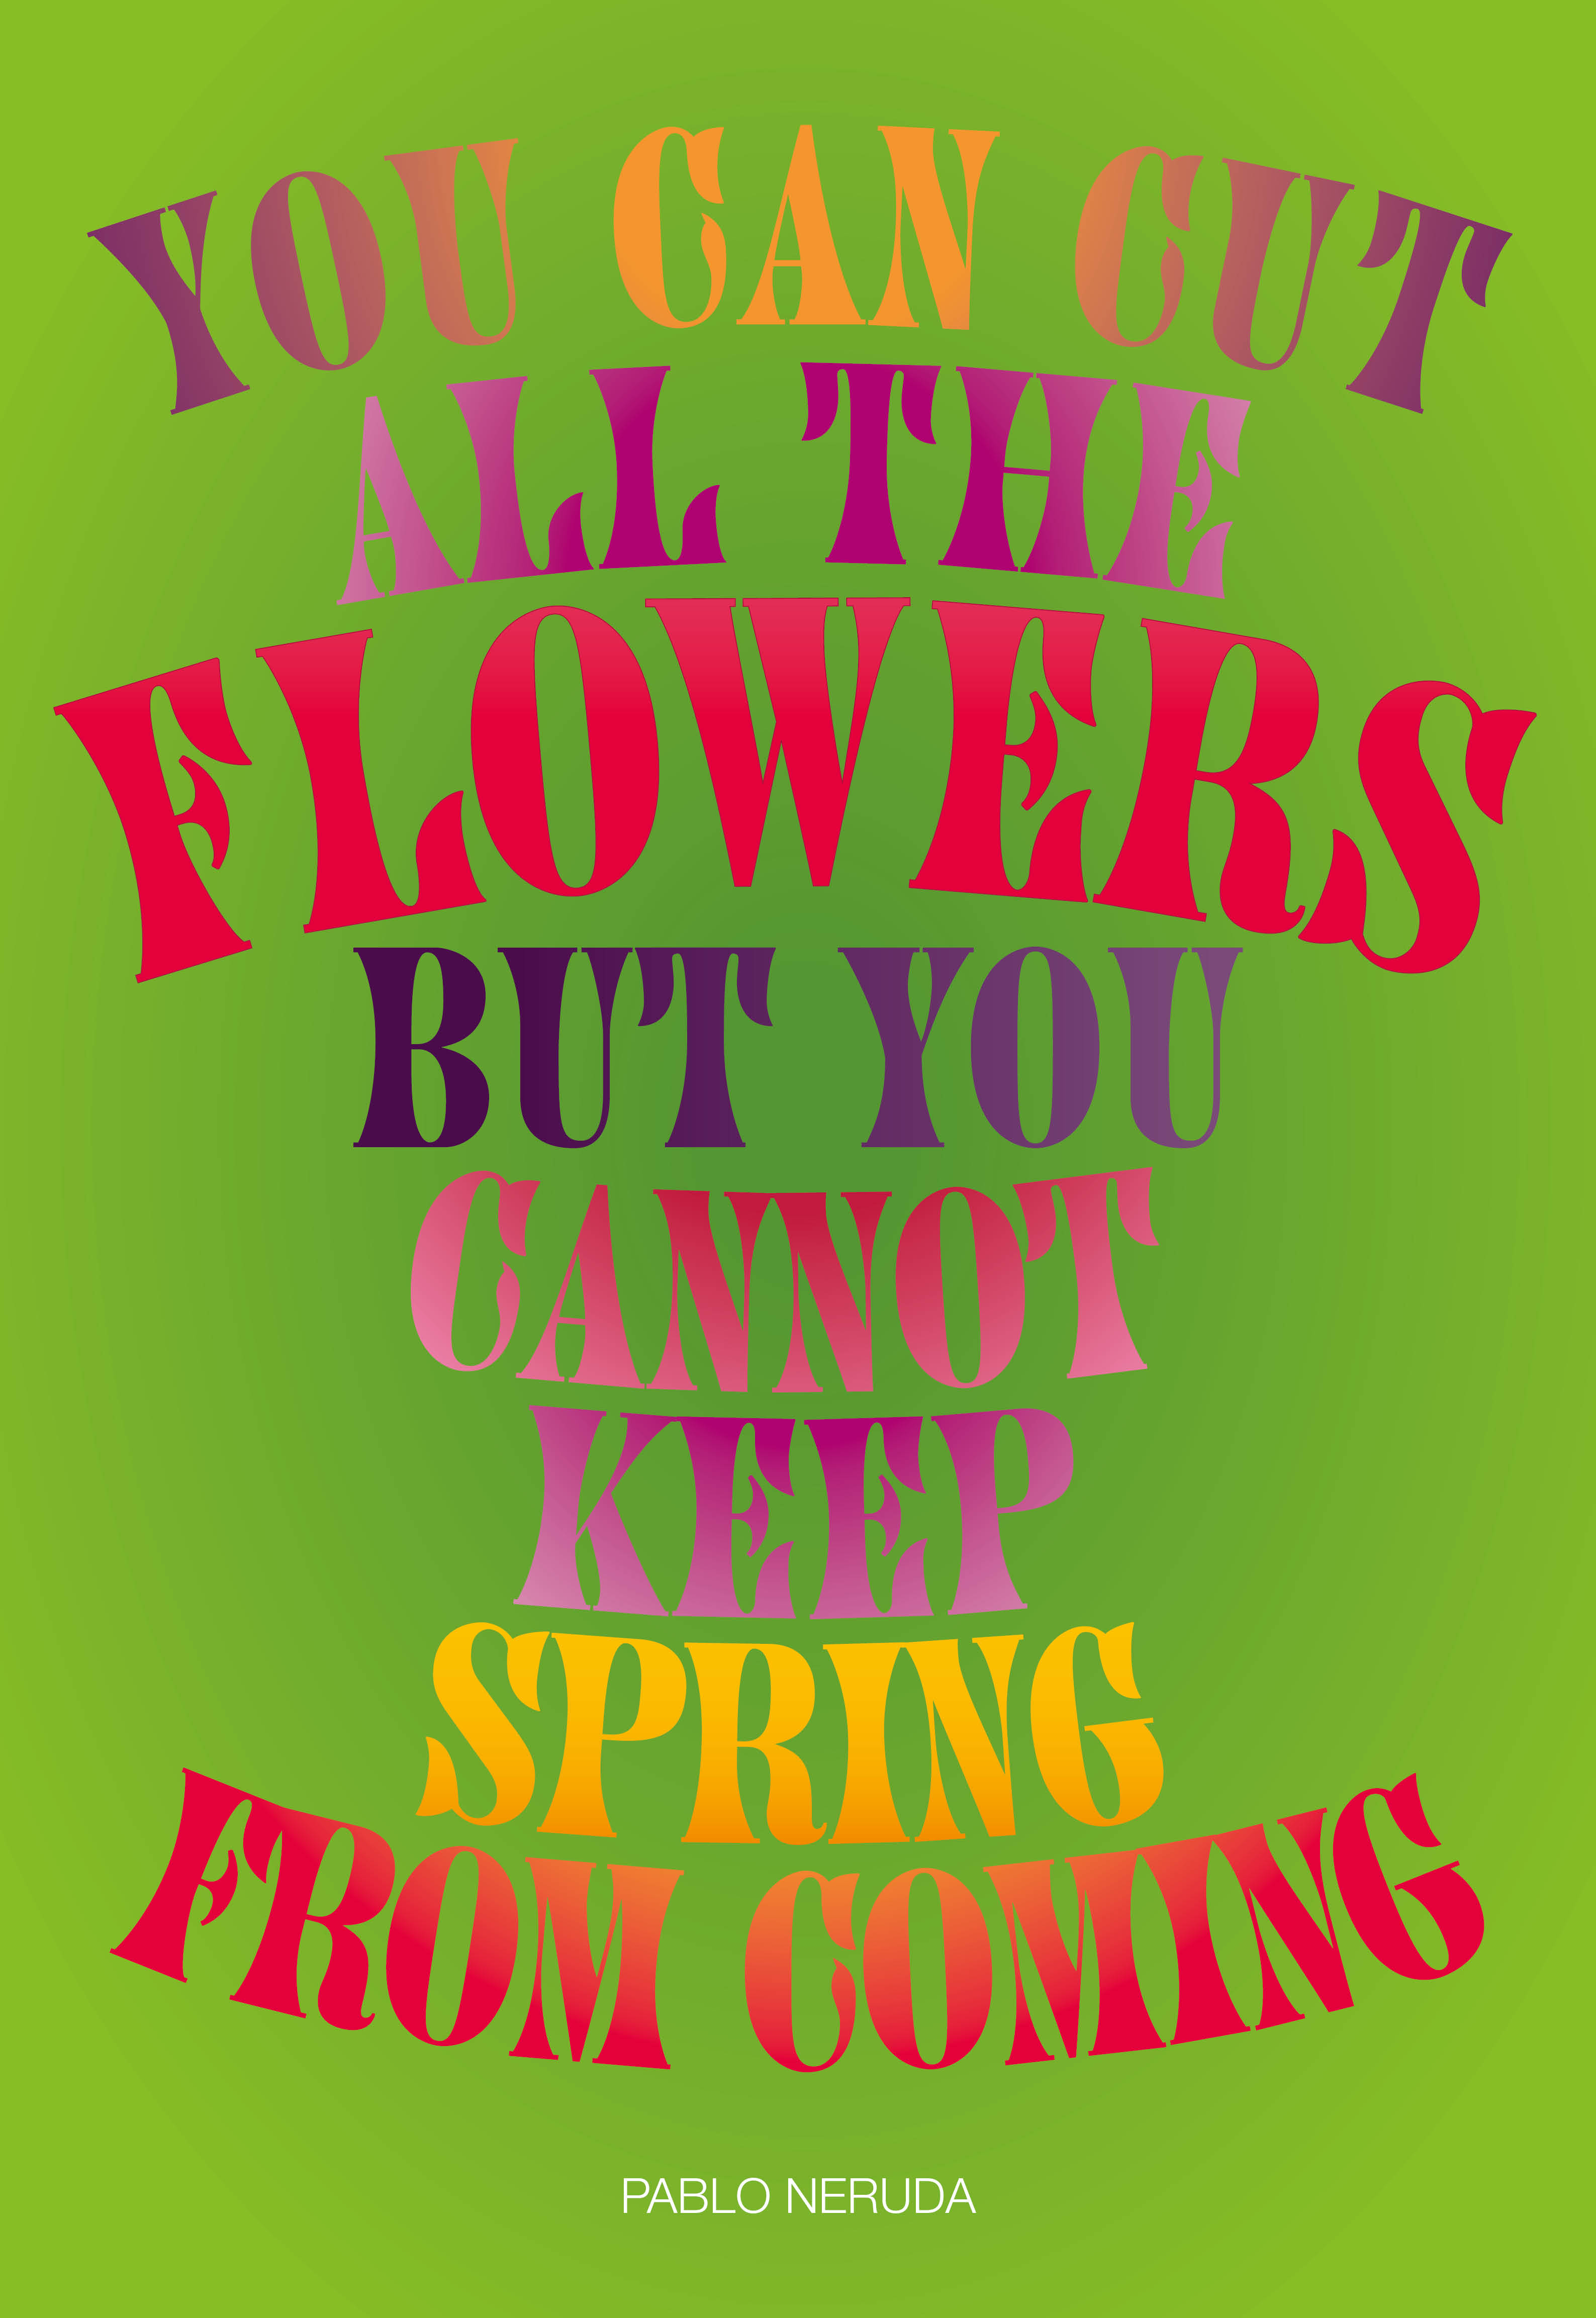 YOU CAN CUT
ALL THE
FLOWERS
BUT YOU
CANNOT
KEEP
SPRING
FROM COMING
PABLO NERUDA